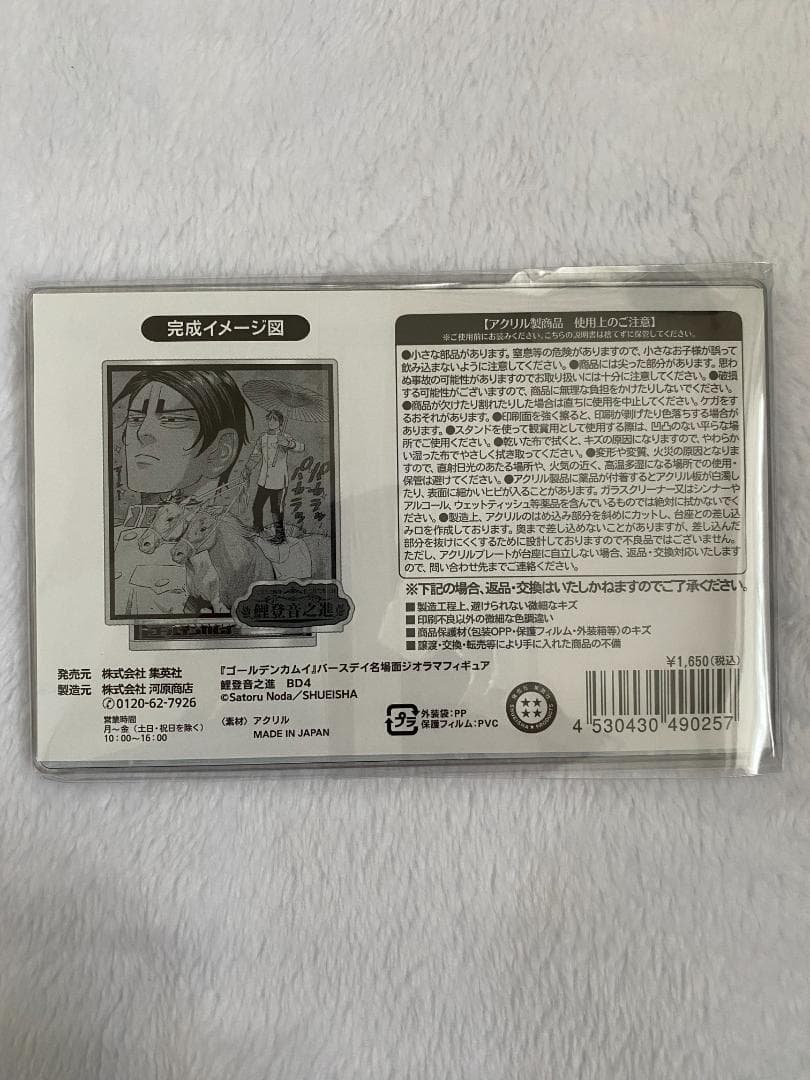 完成イメージ図
パカラッ
パカラッ
鯉登音之進
発売元 株式会社 集英社
製造元 株式会社 河原商店
✆0120-62-7926
営業時間
月〜金(土日・祝日を除く)
10:00〜16:00
『ゴールデンカムイ』バースデイ名場面ジオラマフィギュア
鯉登音之進 BD4
©Satoru Noda/SHUEISHA
〈素材〉アクリル
MADE IN JAPAN
【アクリル製商品 使用上のご注意】
※ご使用前にお読みください。こちらの説明書は捨てずに保管してください。
●小さな部品があります。窒息等の危険がありますので、小さなお子様が誤って
飲み込まないように注意してください。●商品には尖った部分があります。思わ
ぬ事故の可能性がありますのでお取り扱いには十分に注意してください。●破損
する可能性がございますので、商品に無理な負担をかけたりしないでください。
●商品が欠けたり割れたりした場合は直ちに使用を中止してください。ケガをす
るおそれがあります。●印刷面を強く擦ると、印刷が剥げたり色落ちする場合が
あります。●スタンドを使って観賞用として使用する際は、凹凸のない平らな場
所でご使用ください。●乾いた布で拭くと、キズの原因になりますので、やわらか
い湿った布でやさしく拭き取ってください。●変形や変質、火災の原因となりま
すので、直射日光のあたる場所や、火気の近く、高温多湿になる場所での使用・
保管は避けてください。●アクリル製品に薬品が付着するとアクリル板が白濁し
たり、表面に細かいヒビが入ることがあります。ガラスクリーナー又はシンナーや
アルコール、ウェットティッシュ等薬品を含んでいるものでは絶対に拭かないでく
ださい。●製造上、アクリルのはめ込み部分を斜めにカットし、台座との差し込
み口を作成しております。奥まで差し込めないことがありますが、差し込んだ
部分を抜けにくくするために設計しておりますので不良品ではございません。
ただし、アクリルプレートが台座に自立しない場合、返品・交換対応いたします
ので、問い合わせ先までご連絡ください。
※下記の場合、返品・交換はいたしかねますのでご了承ください。
■製造工程上、避けられない微細なキズ
■印刷不良以外の微細な色調違い
■商品保護材(包装OPP・保護フィルム・外装箱等)のキズ
■譲渡・交換・転売等により手に入れた商品の不備
¥1,650(税込)
プラ
外装袋:PP
保護フィルム:PVC
発売元 集英社
SHUEISHA PRODUCTS
4 530430 490257